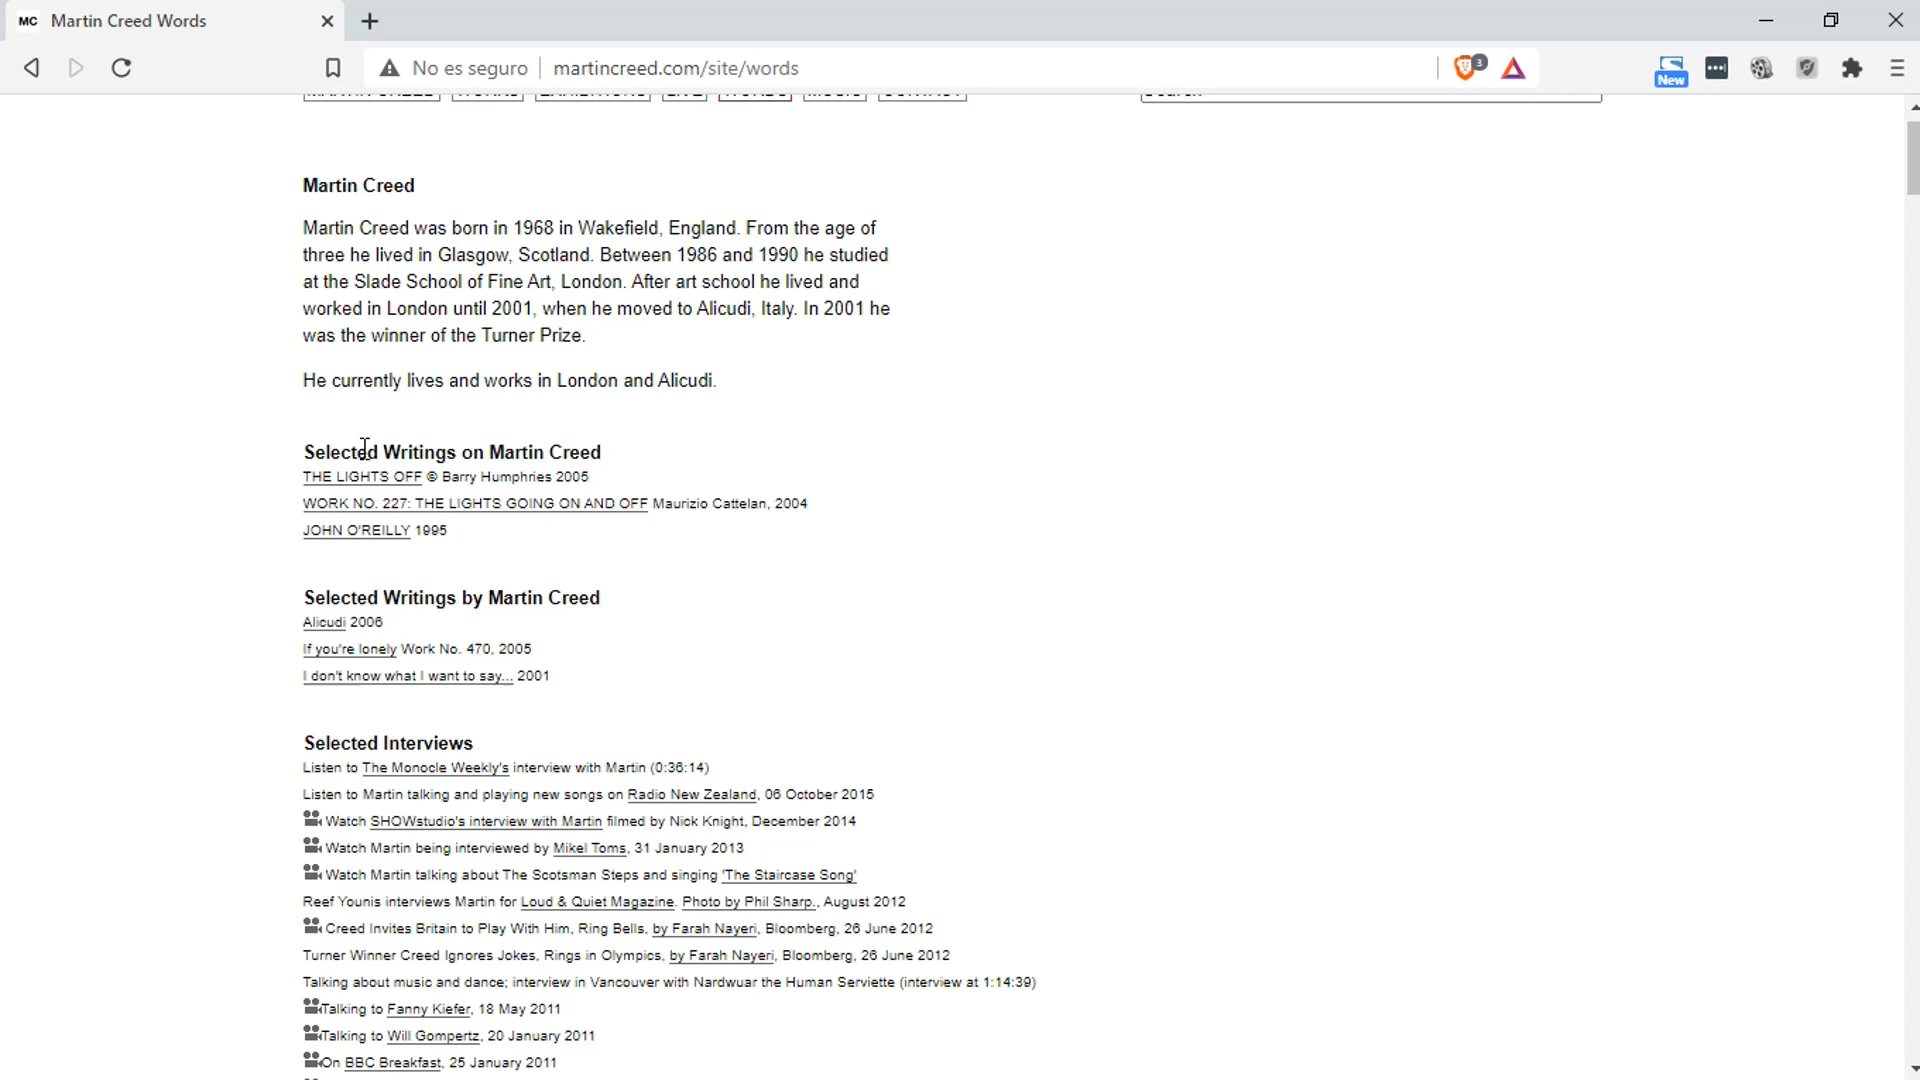 MC Martin Creed Words
No es seguro martincreed.com/site/words 3 New
MARTIN CREED WORKS EXHIBITIONS LIVE WORDS MUSIC CONTACT Search
Martin Creed
Martin Creed was born in 1968 in Wakefield, England. From the age of
three he lived in Glasgow, Scotland. Between 1986 and 1990 he studied
at the Slade School of Fine Art, London. After art school he lived and
worked in London until 2001, when he moved to Alicudi, Italy. In 2001 he
was the winner of the Turner Prize.
He currently lives and works in London and Alicudi.
Selected Writings on Martin Creed
THE LIGHTS OFF © Barry Humphries 2005
WORK NO. 227: THE LIGHTS GOING ON AND OFF Maurizio Cattelan, 2004
JOHN O'REILLY 1995
Selected Writings by Martin Creed
Alicudi 2006
If you're lonely Work No. 470, 2005
I don't know what I want to say... 2001
Selected Interviews
Listen to The Monocle Weekly's interview with Martin (0:36:14)
Listen to Martin talking and playing new songs on Radio New Zealand, 06 October 2015
Watch SHOWstudio's interview with Martin filmed by Nick Knight, December 2014
Watch Martin being interviewed by Mikel Toms, 31 January 2013
Watch Martin talking about The Scotsman Steps and singing 'The Staircase Song'
Reef Younis interviews Martin for Loud & Quiet Magazine. Photo by Phil Sharp., August 2012
Creed Invites Britain to Play With Him, Ring Bells, by Farah Nayeri, Bloomberg, 26 June 2012
Turner Winner Creed Ignores Jokes, Rings in Olympics, by Farah Nayeri, Bloomberg, 26 June 2012
Talking about music and dance; interview in Vancouver with Nardwuar the Human Serviette (interview at 1:14:39)
Talking to Fanny Kiefer, 18 May 2011
Talking to Will Gompertz, 20 January 2011
On BBC Breakfast, 25 January 2011